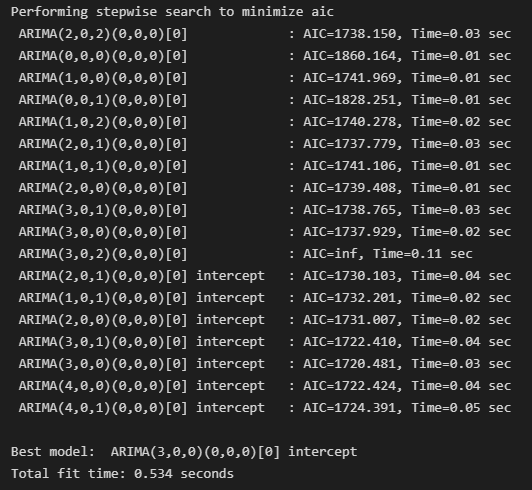 Performing stepwise search to minimize aic
 ARIMA(2,0,2)(0,0,0)[0]             : AIC=1738.150, Time=0.03 sec
 ARIMA(0,0,0)(0,0,0)[0]             : AIC=1860.164, Time=0.01 sec
 ARIMA(1,0,0)(0,0,0)[0]             : AIC=1741.969, Time=0.01 sec
 ARIMA(0,0,1)(0,0,0)[0]             : AIC=1828.251, Time=0.01 sec
 ARIMA(1,0,2)(0,0,0)[0]             : AIC=1740.278, Time=0.02 sec
 ARIMA(2,0,1)(0,0,0)[0]             : AIC=1737.779, Time=0.03 sec
 ARIMA(1,0,1)(0,0,0)[0]             : AIC=1741.106, Time=0.01 sec
 ARIMA(2,0,0)(0,0,0)[0]             : AIC=1739.408, Time=0.01 sec
 ARIMA(3,0,1)(0,0,0)[0]             : AIC=1738.765, Time=0.03 sec
 ARIMA(3,0,0)(0,0,0)[0]             : AIC=1737.929, Time=0.02 sec
 ARIMA(3,0,2)(0,0,0)[0]             : AIC=inf, Time=0.11 sec
 ARIMA(2,0,1)(0,0,0)[0] intercept   : AIC=1730.103, Time=0.04 sec
 ARIMA(1,0,1)(0,0,0)[0] intercept   : AIC=1732.201, Time=0.02 sec
 ARIMA(2,0,0)(0,0,0)[0] intercept   : AIC=1731.007, Time=0.02 sec
 ARIMA(3,0,1)(0,0,0)[0] intercept   : AIC=1722.410, Time=0.04 sec
 ARIMA(3,0,0)(0,0,0)[0] intercept   : AIC=1720.481, Time=0.03 sec
 ARIMA(4,0,0)(0,0,0)[0] intercept   : AIC=1722.424, Time=0.04 sec
 ARIMA(4,0,1)(0,0,0)[0] intercept   : AIC=1724.391, Time=0.05 sec

Best model:  ARIMA(3,0,0)(0,0,0)[0] intercept
Total fit time: 0.534 seconds